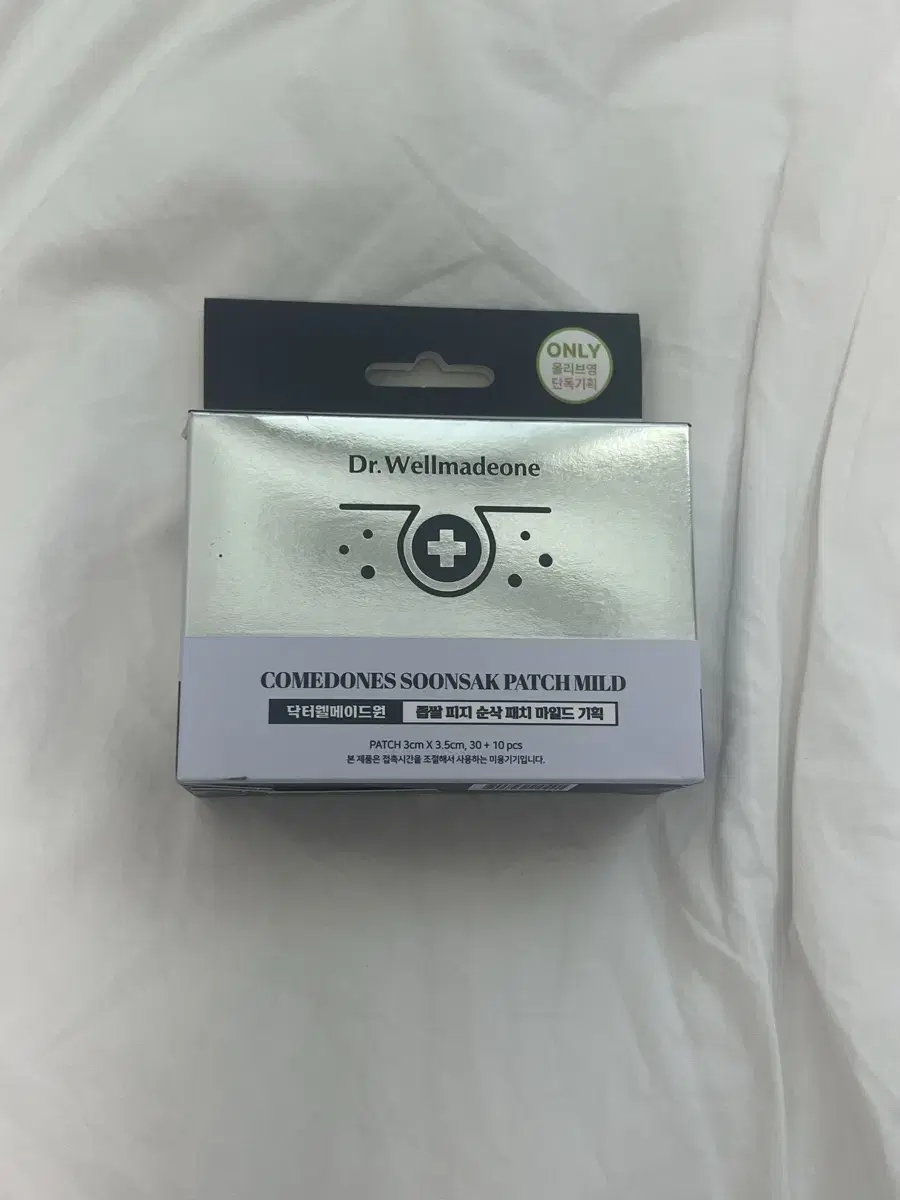 ONLY
올리브영
단독기획
Dr.Wellmadeone
COMEDONES SOONSAK PATCH MILD
닥터웰메이드원 좁쌀 피지 순삭 패치 마일드 기획
PATCH 3cm X 3.5cm, 30 + 10 pcs
본 제품은 접촉시간을 조절해서 사용하는 미용기기입니다.